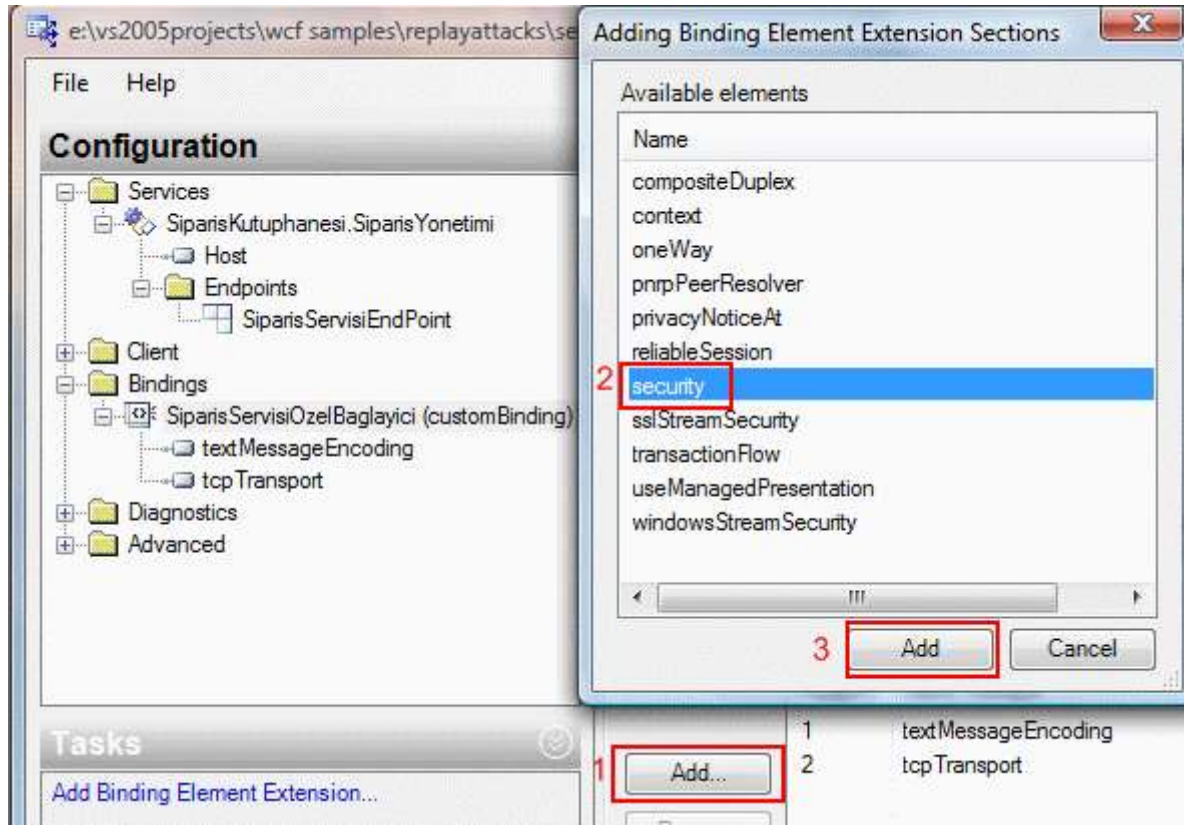 e:\vs2005projects\wcf samples\replayattacks\se
File Help
Configuration
Services
SiparisKutuphanesi.SiparisYonetimi
Host
Endpoints
SiparisServisiEndPoint
Client
Bindings
SiparisServisiOzelBaglayici (customBinding)
textMessageEncoding
tcpTransport
Diagnostics
Advanced
Tasks
Add Binding Element Extension...
Adding Binding Element Extension Sections
Available elements
Name
compositeDuplex
context
oneWay
pnrpPeerResolver
privacyNoticeAt
reliableSession
2 security
sslStreamSecurity
transactionFlow
useManagedPresentation
windowsStreamSecurity
3 Add Cancel
1 Add...
1 textMessageEncoding
2 tcpTransport